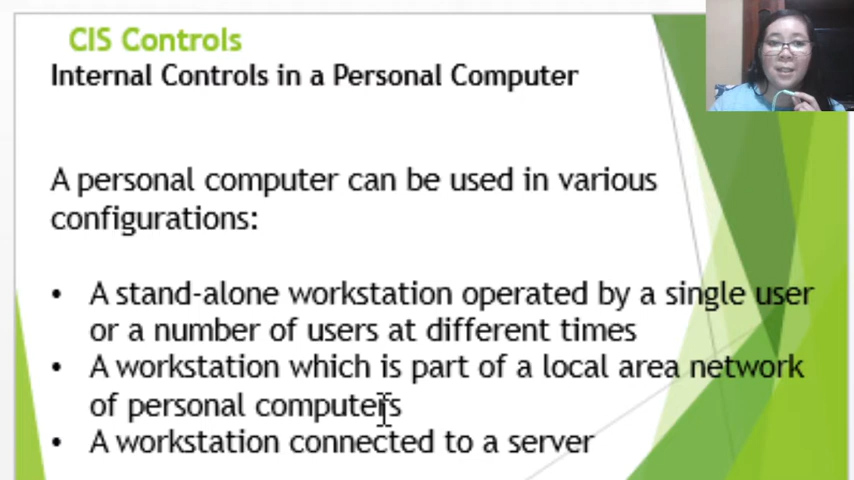 CIS Controls
Internal Controls in a Personal Computer
A personal computer can be used in various
configurations:
• A stand-alone workstation operated by a single user
or a number of users at different times
• A workstation which is part of a local area network
of personal computers
• A workstation connected to a server